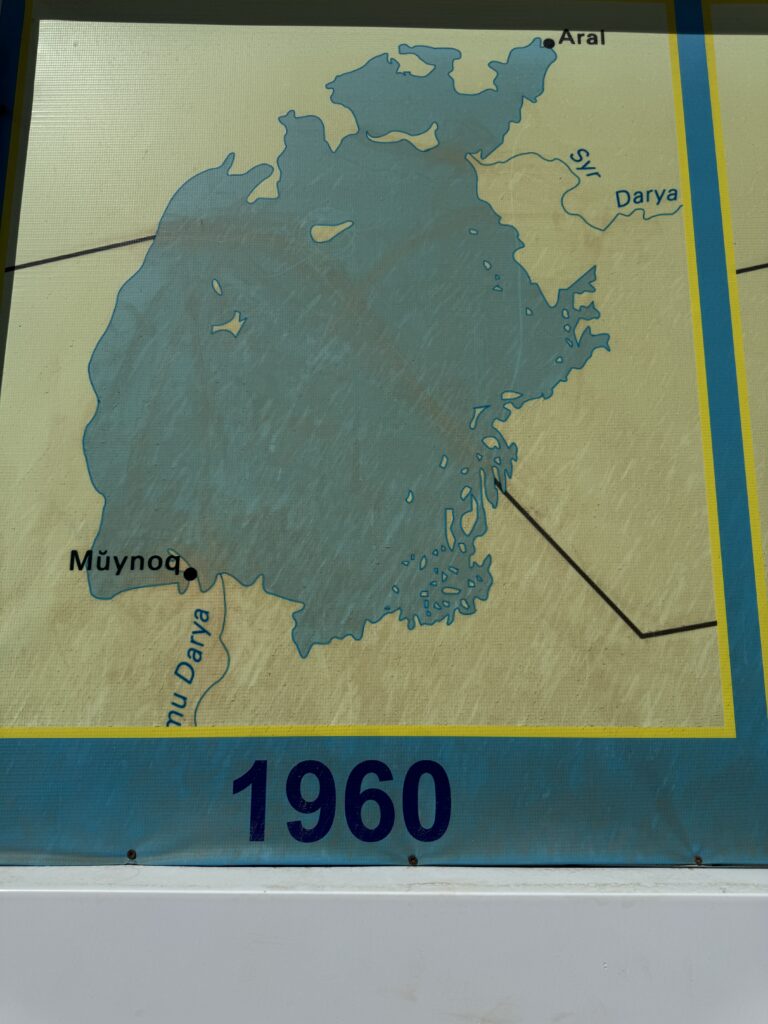 Aral
Syr
Darya
Mŭynoq
mu Darya
1960